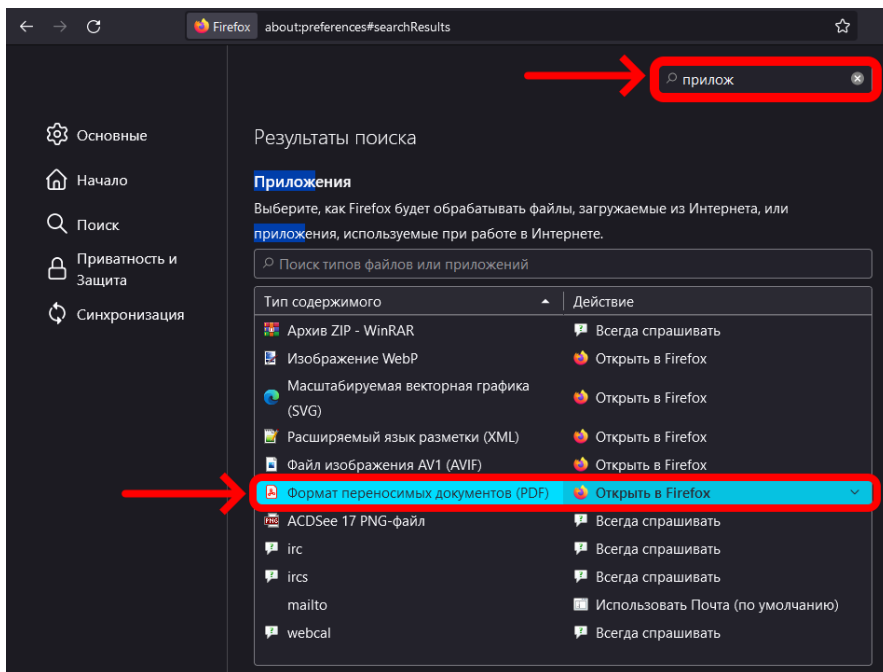 Firefox about:preferences#searchResults
прилож
Основные
Начало
Поиск
Приватность и
Защита
Синхронизация
Результаты поиска
Приложения
Выберите, как Firefox будет обрабатывать файлы, загружаемые из Интернета, или
приложения, используемые при работе в Интернете.
Поиск типов файлов или приложений
Тип содержимого Действие
Архив ZIP - WinRAR Всегда спрашивать
Изображение WebP Открыть в Firefox
Масштабируемая векторная графика
(SVG) Открыть в Firefox
Расширяемый язык разметки (XML) Открыть в Firefox
Файл изображения AV1 (AVIF) Открыть в Firefox
Формат переносимых документов (PDF) Открыть в Firefox
ACDSee 17 PNG-файл Всегда спрашивать
irc Всегда спрашивать
ircs Всегда спрашивать
mailto Использовать Почта (по умолчанию)
webcal Всегда спрашивать